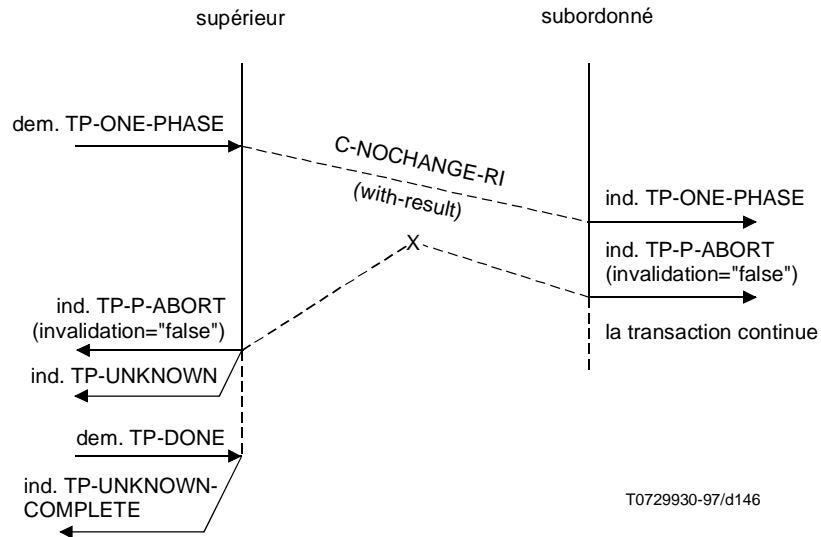 supérieur
subordonné
dem. TP-ONE-PHASE
C-NOCHANGE-RI
(with-result)
ind. TP-ONE-PHASE
X
ind. TP-P-ABORT
(invalidation="false")
ind. TP-P-ABORT
(invalidation="false")
la transaction continue
ind. TP-UNKNOWN
dem. TP-DONE
ind. TP-UNKNOWN-
COMPLETE
T0729930-97/d146